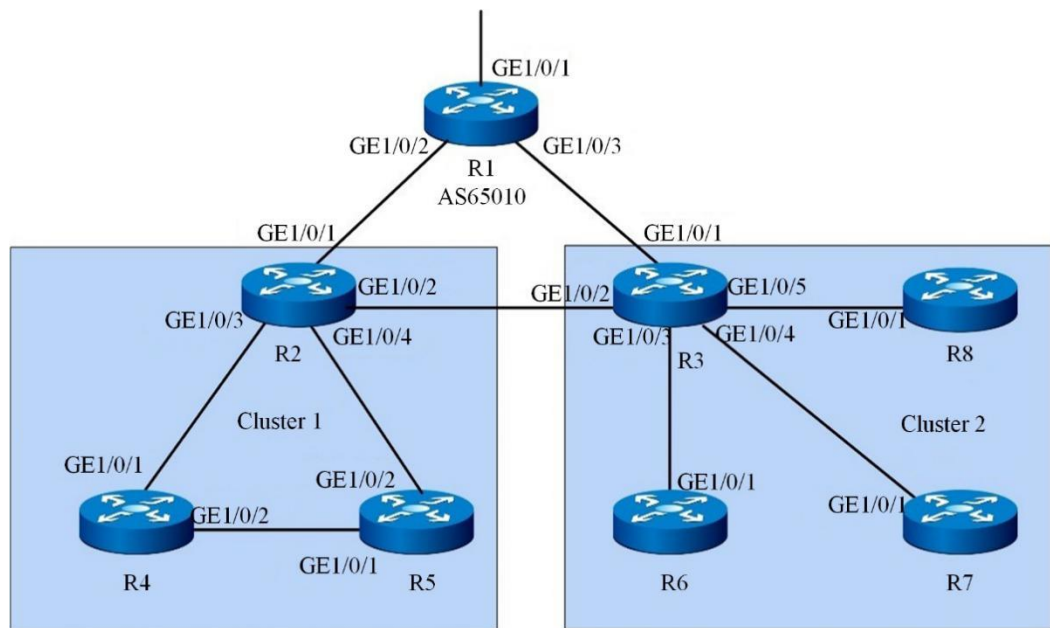 GE1/0/1
GE1/0/2
GE1/0/3
R1
AS65010
GE1/0/1
GE1/0/1
GE1/0/2
GE1/0/2
GE1/0/5
GE1/0/3
GE1/0/4
GE1/0/3
GE1/0/4
GE1/0/1
R2
R3
R8
Cluster 1
Cluster 2
GE1/0/1
GE1/0/2
GE1/0/1
GE1/0/1
GE1/0/2
GE1/0/1
R4
R5
R6
R7